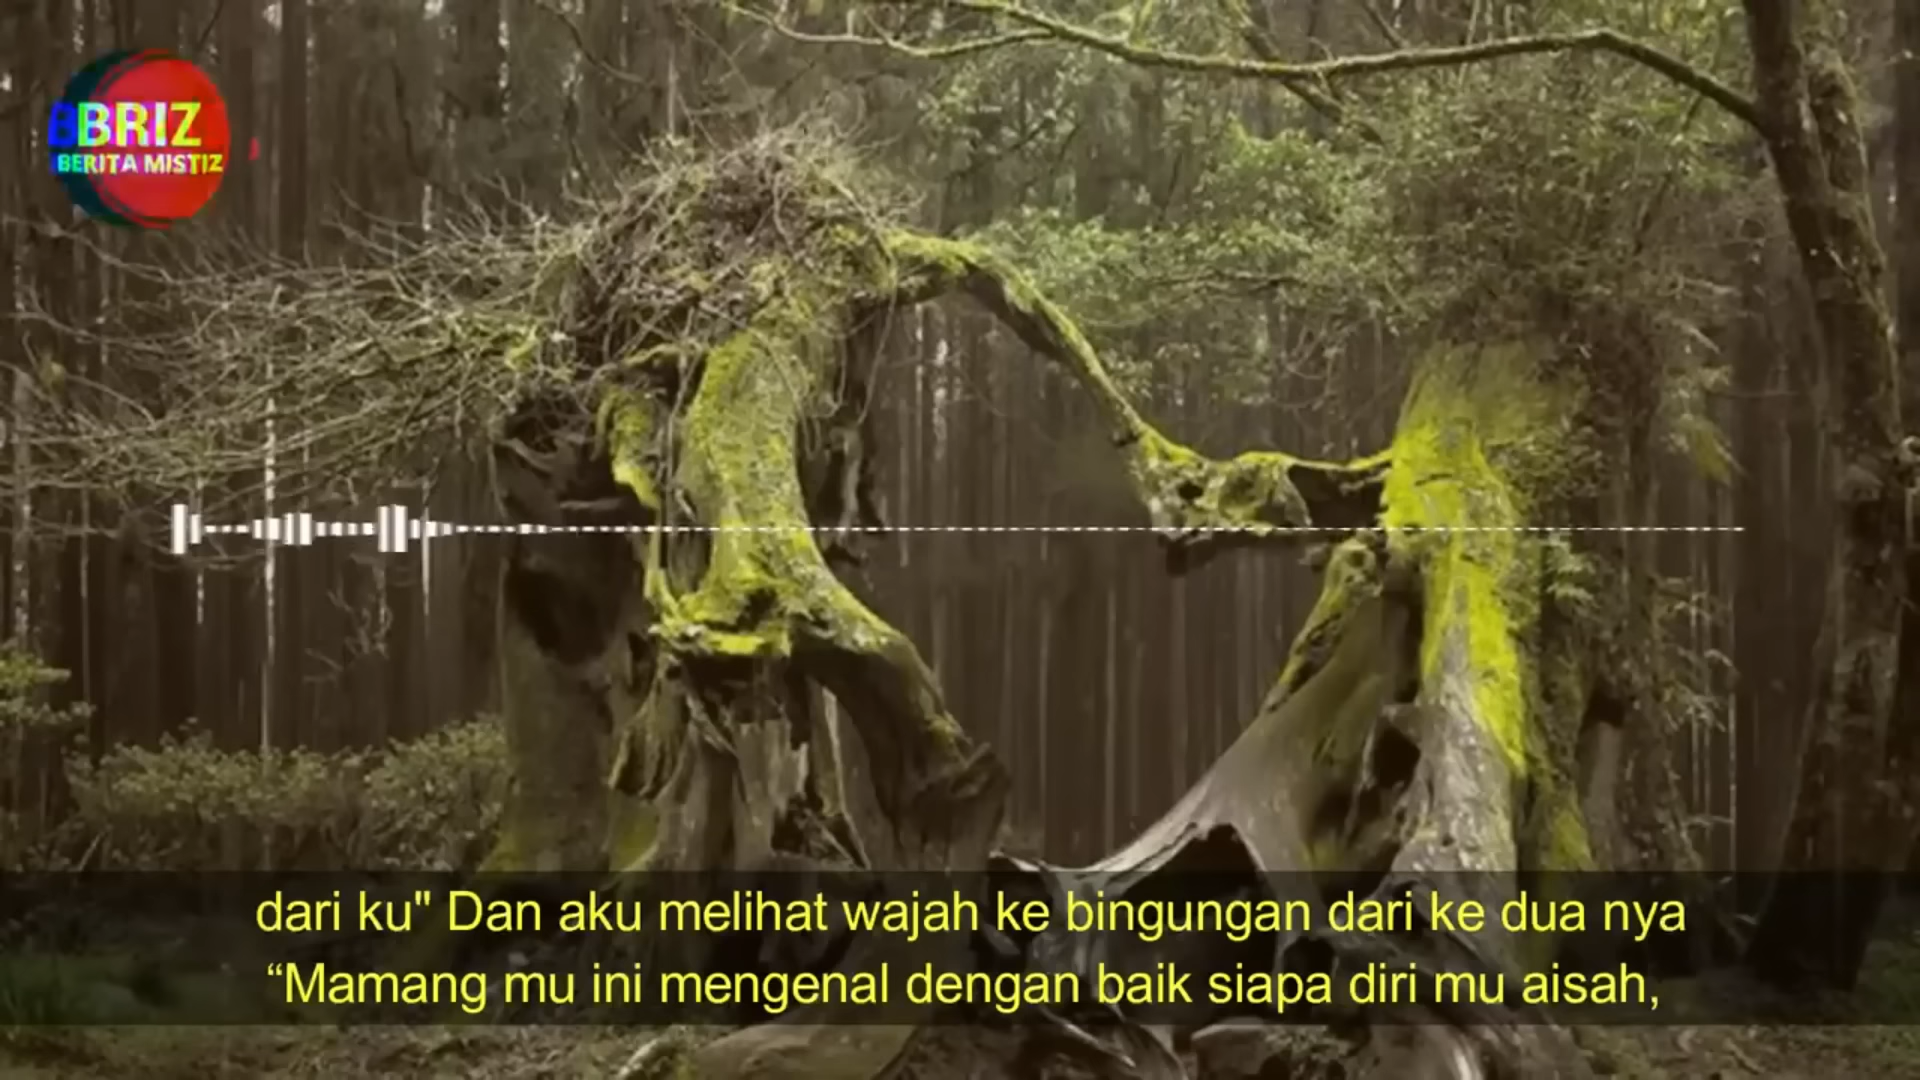 BRIZ
BERITA MISTIZ
dari ku" Dan aku melihat wajah ke bingungan dari ke dua nya
“Mamang mu ini mengenal dengan baik siapa diri mu aisah,